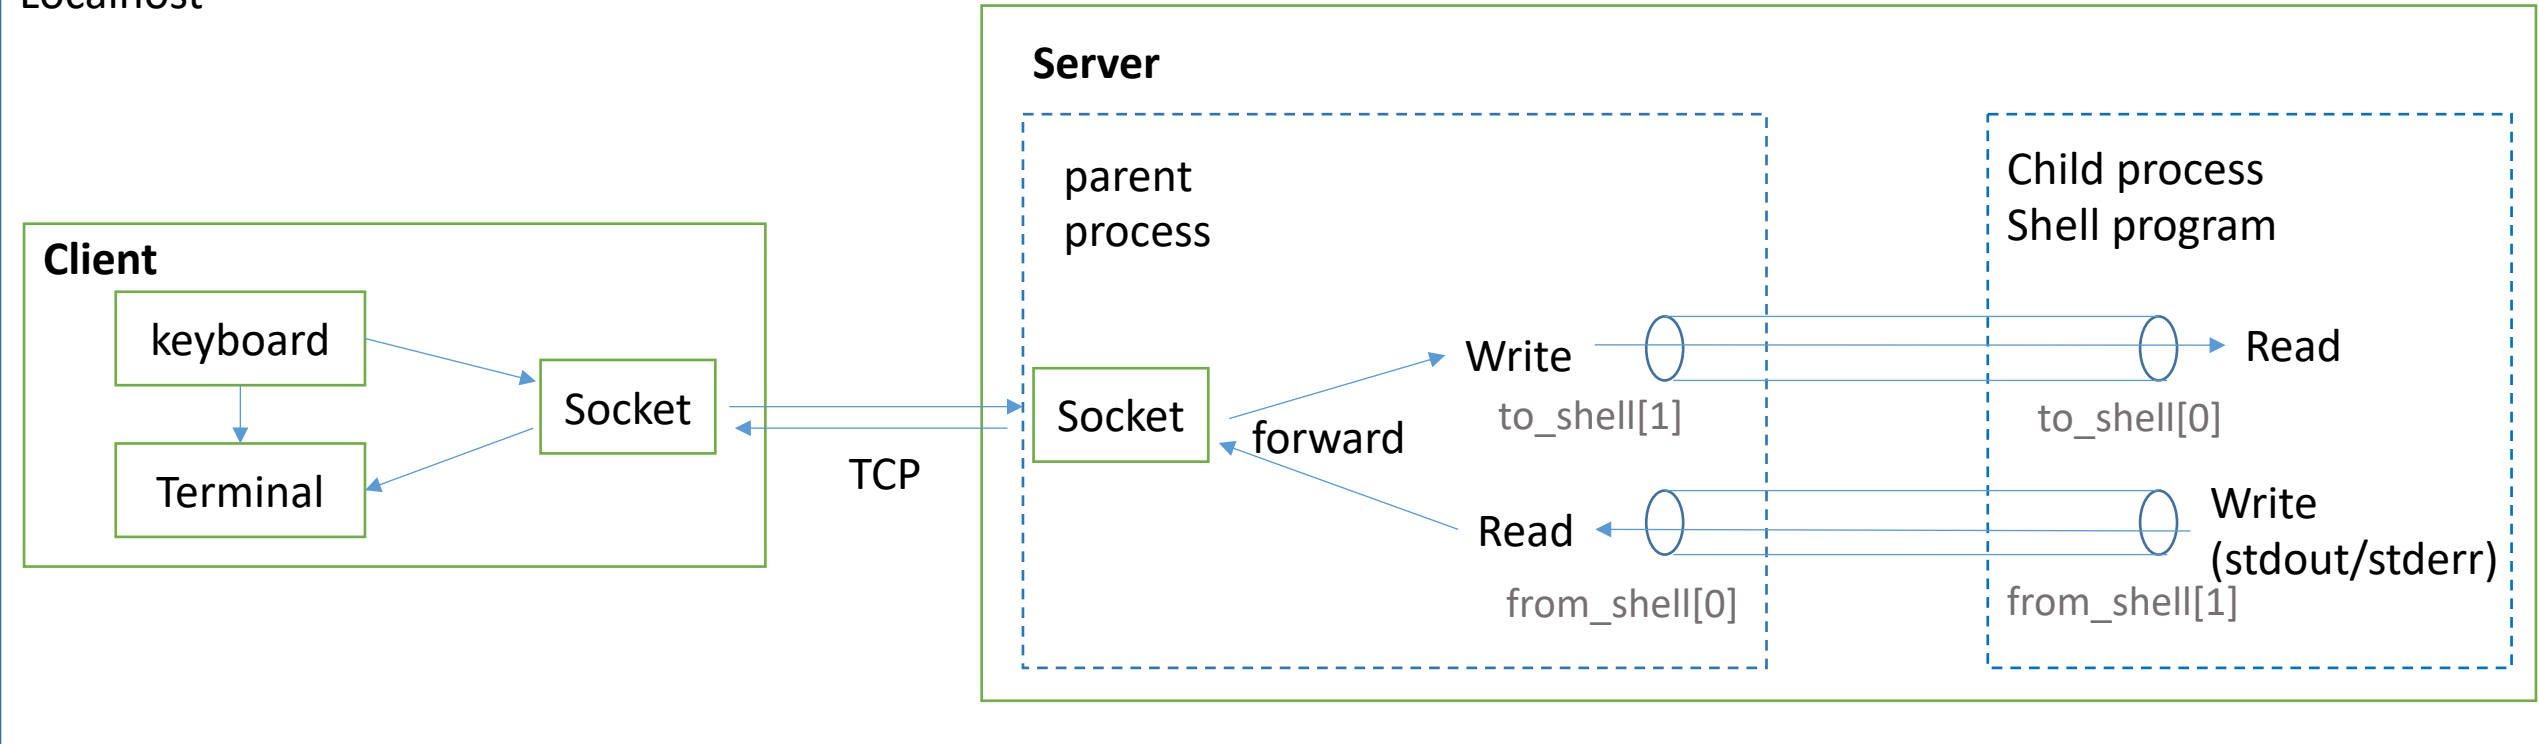 Localhost
Server
parent
process
Child process
Shell program
Client
keyboard
Socket
Terminal
TCP
Socket
forward
Write
to_shell[1]
Read
to_shell[0]
Read
from_shell[0]
Write
(stdout/stderr)
from_shell[1]